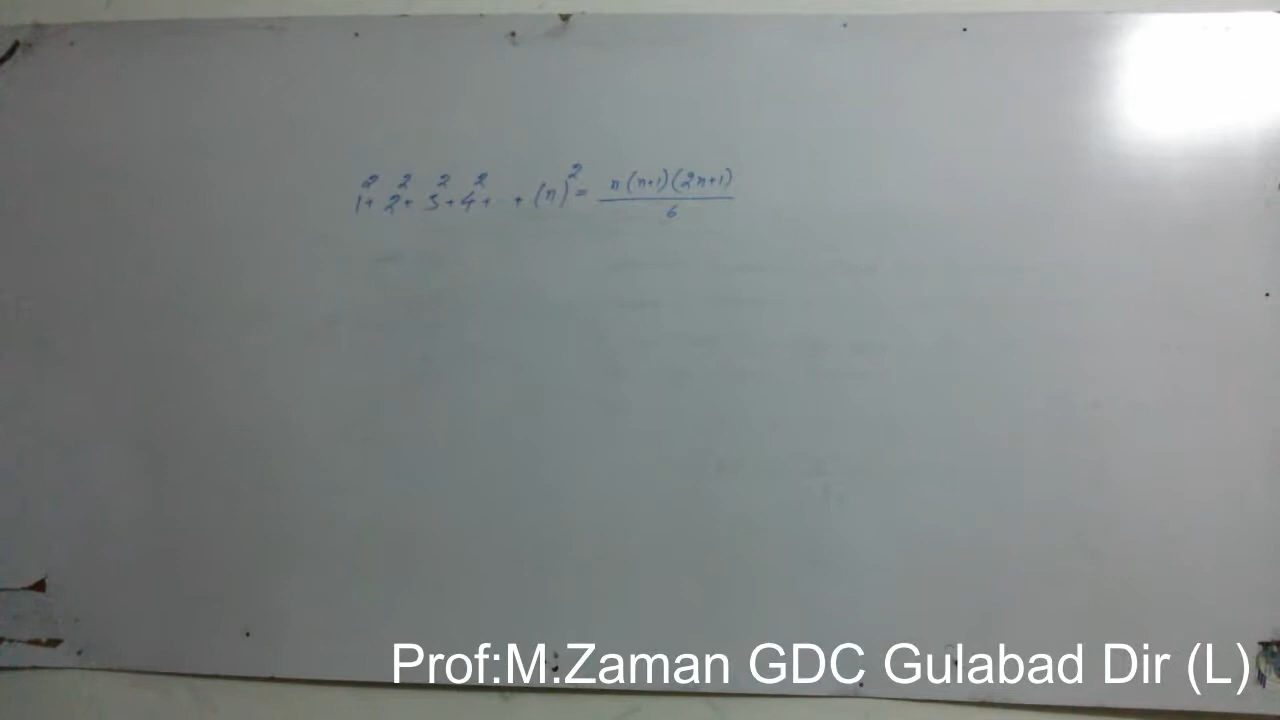 1² + 2² + 3² + 4² + + (n)² = n(n+1)(2n+1)/6
Prof:M.Zaman GDC Gulabad Dir (L)